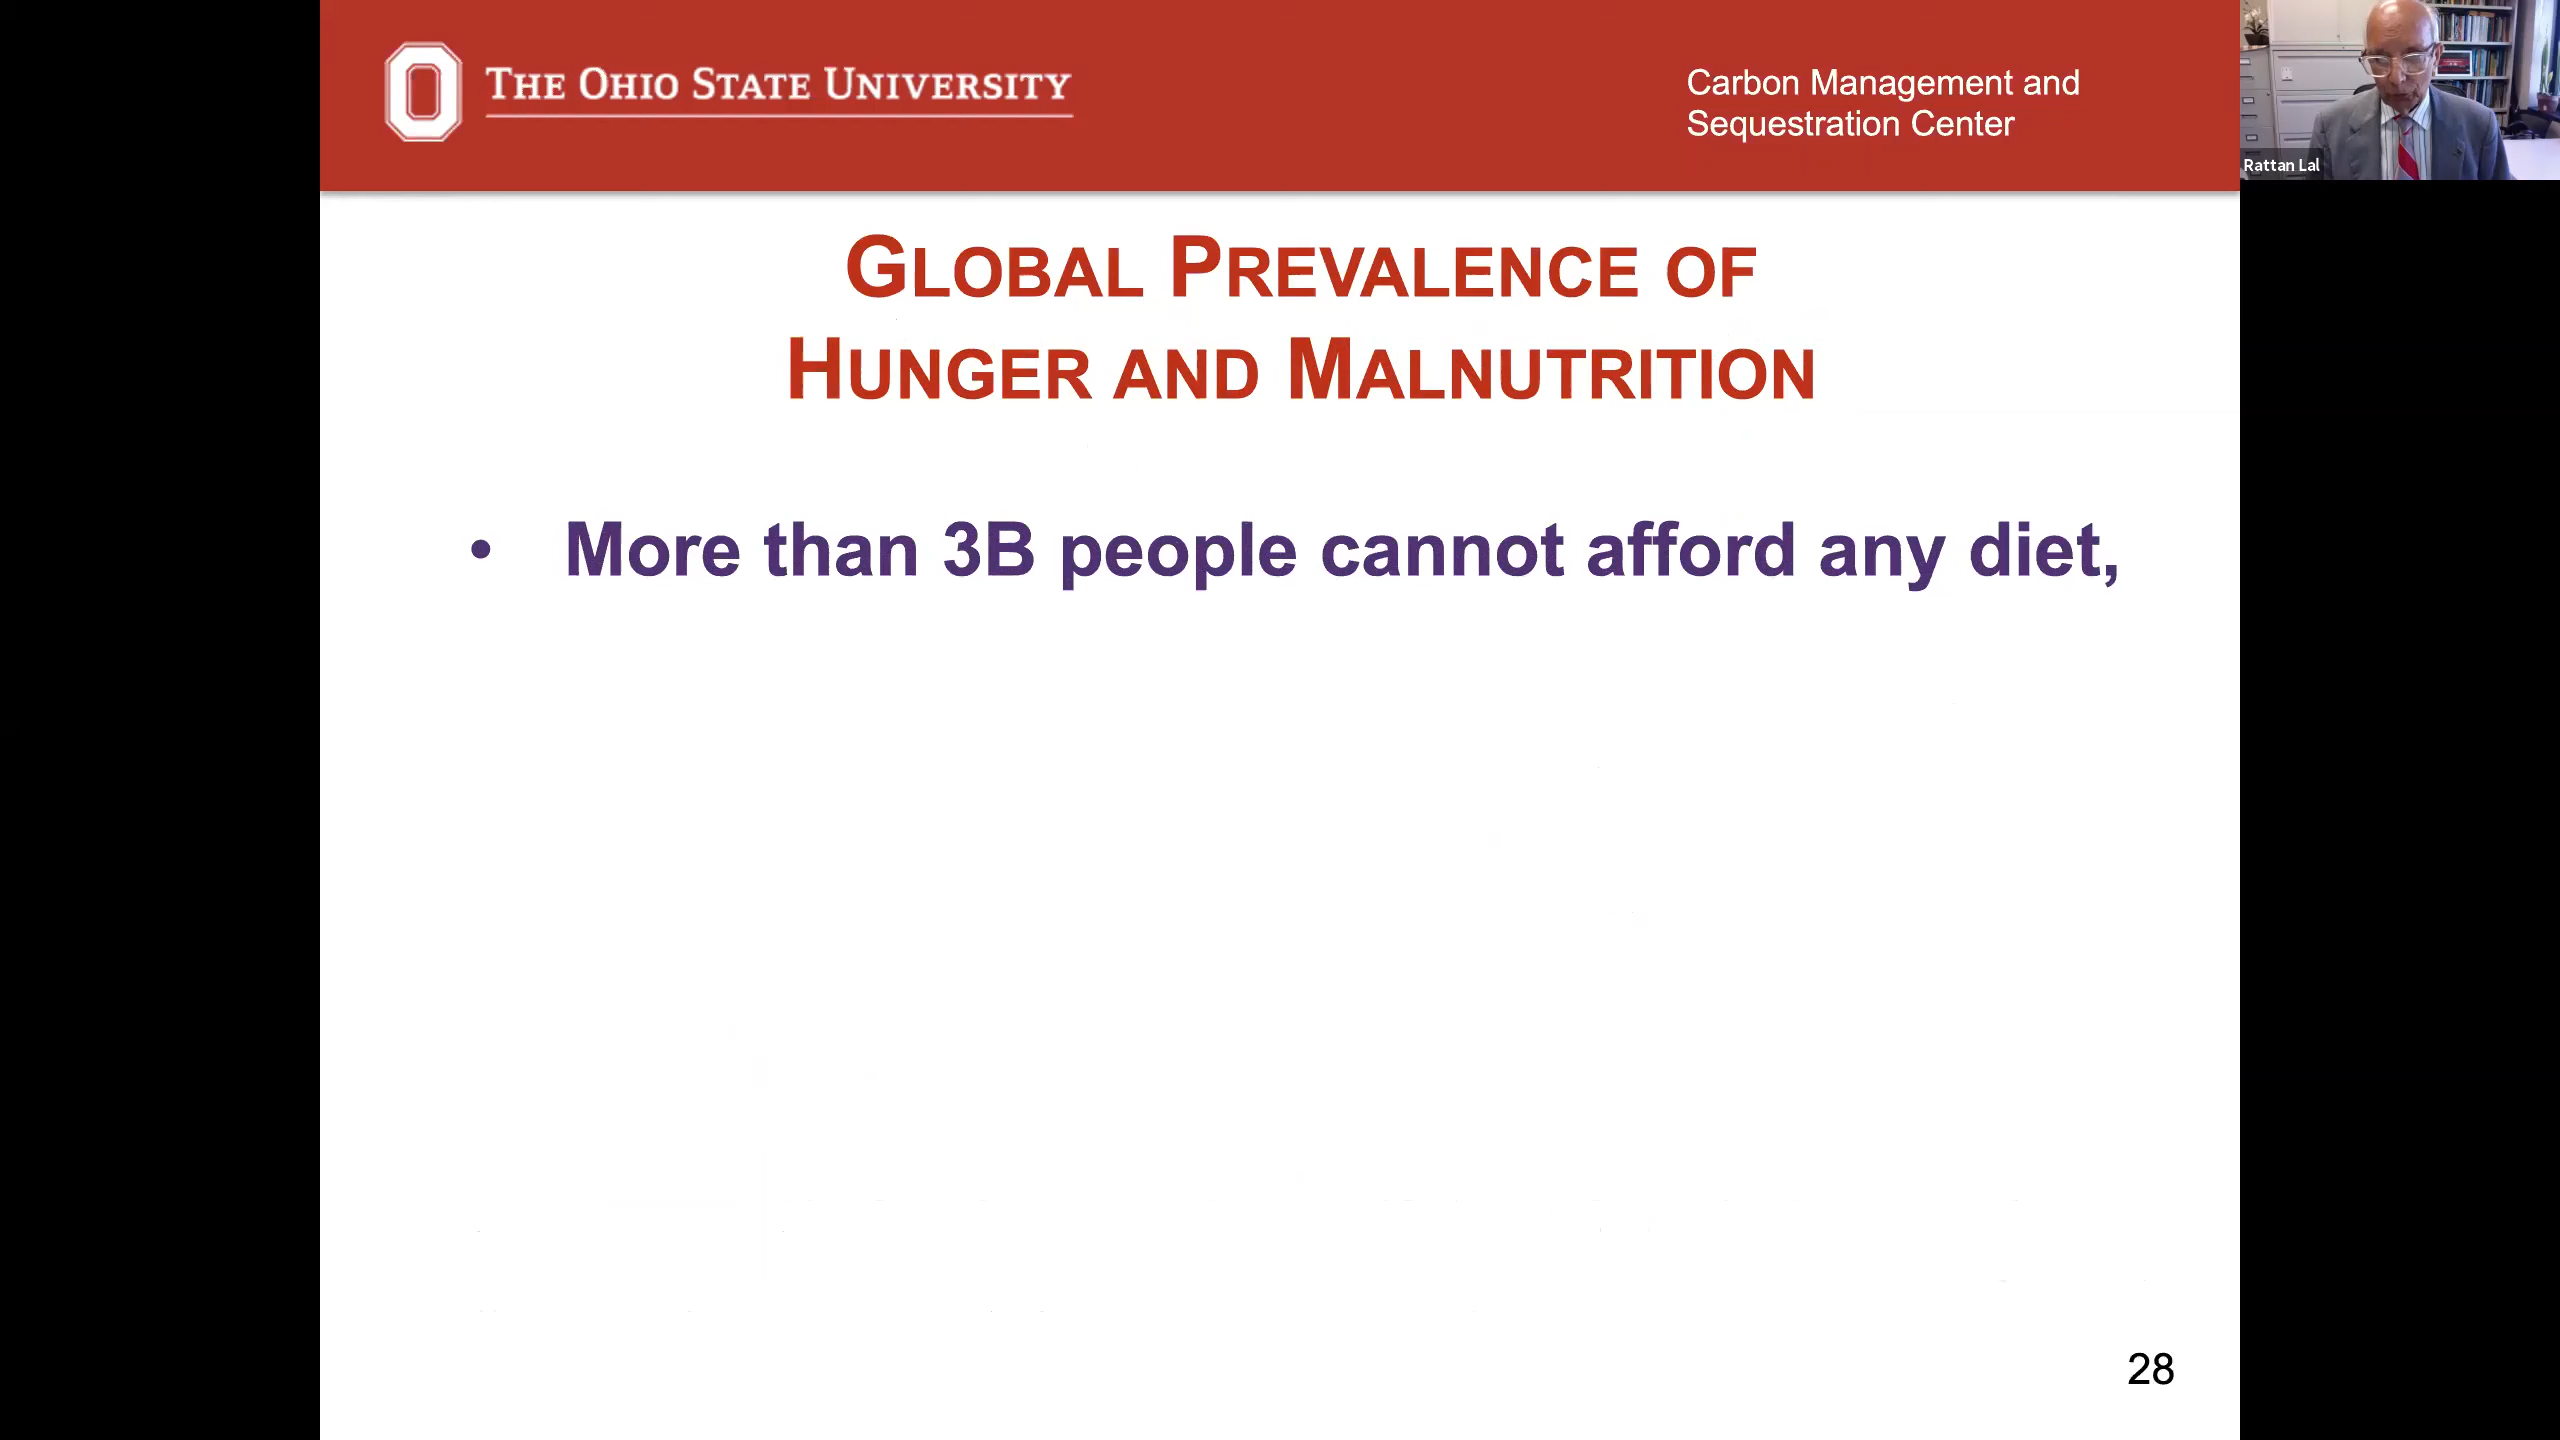 THE OHIO STATE UNIVERSITY
Carbon Management and
Sequestration Center
Rattan Lal
GLOBAL PREVALENCE OF
HUNGER AND MALNUTRITION
• More than 3B people cannot afford any diet,
28